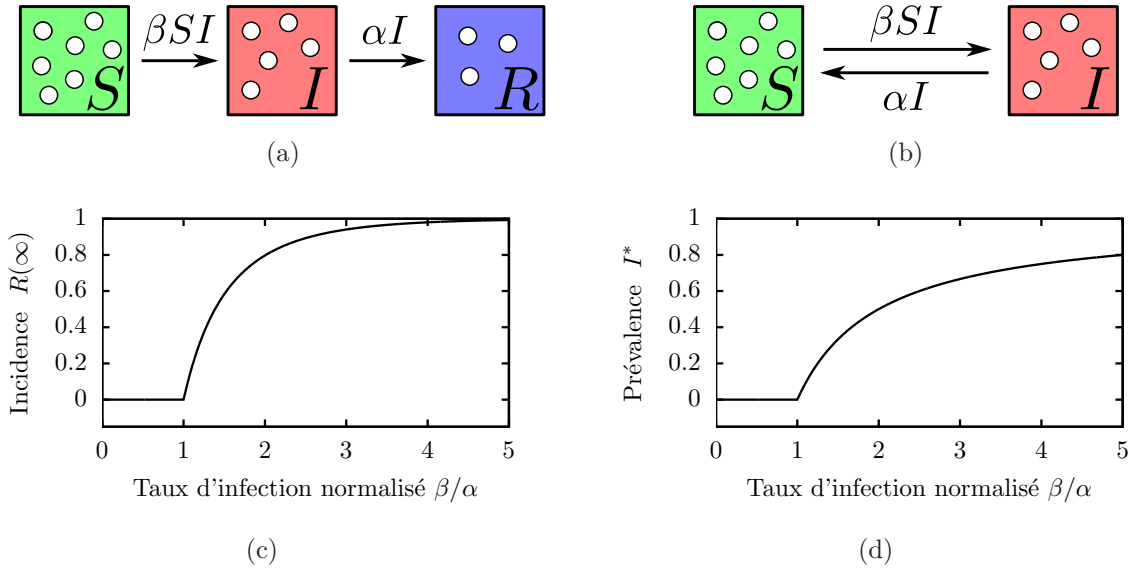 βSI
αI
S
I
R
(a)
βSI
αI
S
I
(b)
Incidence R(∞)
1
0.8
0.6
0.4
0.2
0
0 1 2 3 4 5
Taux d'infection normalisé β/α
(c)
Prévalence I*
1
0.8
0.6
0.4
0.2
0
0 1 2 3 4 5
Taux d'infection normalisé β/α
(d)